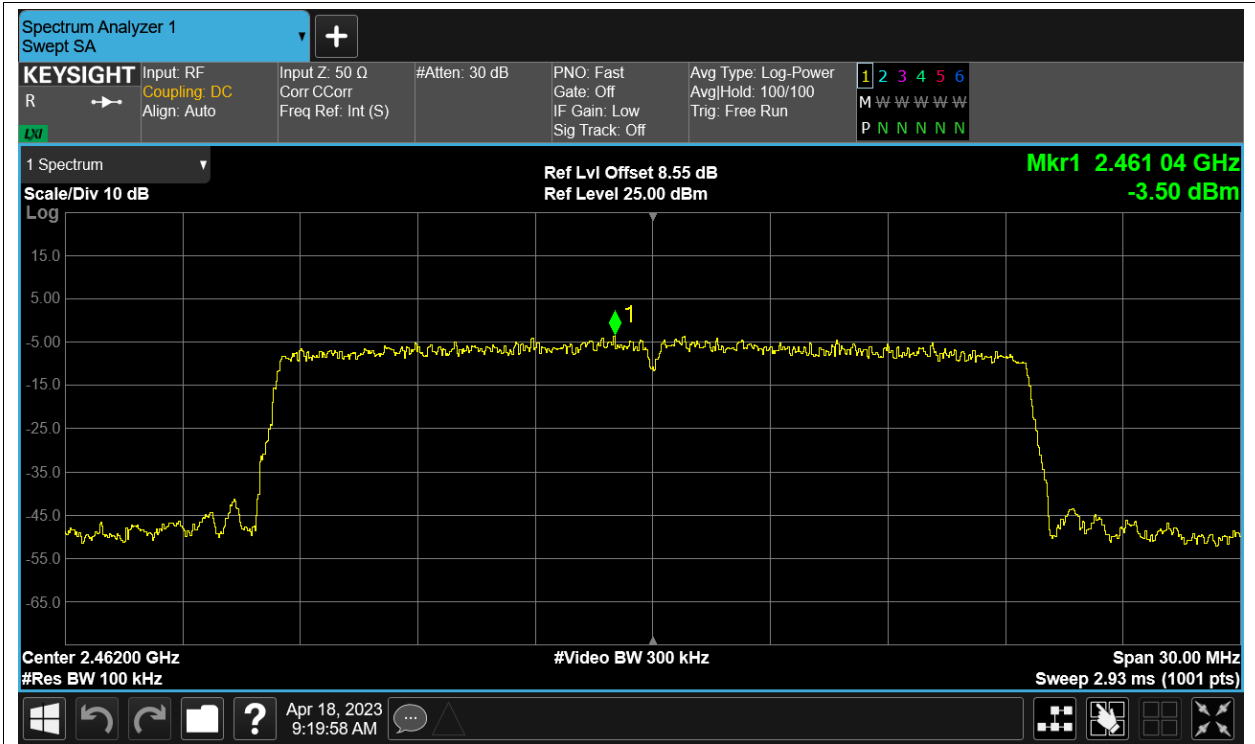 Spectrum Analyzer 1
Swept SA
KEYSIGHT
R
LXI
Input: RF
Coupling: DC
Align: Auto
Input Z: 50 Ω
Corr CCorr
Freq Ref: Int (S)
#Atten: 30 dB
PNO: Fast
Gate: Off
IF Gain: Low
Sig Track: Off
Avg Type: Log-Power
Avg|Hold: 100/100
Trig: Free Run
1 2 3 4 5 6
M W W W W W
P N N N N N
1 Spectrum
Scale/Div 10 dB
Ref Lvl Offset 8.55 dB
Ref Level 25.00 dBm
Mkr1 2.461 04 GHz
-3.50 dBm
Log
15.0
5.00
1
-5.00
-15.0
-25.0
-35.0
-45.0
-55.0
-65.0
Center 2.46200 GHz
#Video BW 300 kHz
Span 30.00 MHz
#Res BW 100 kHz
Sweep 2.93 ms (1001 pts)
?
Apr 18, 2023
9:19:58 AM